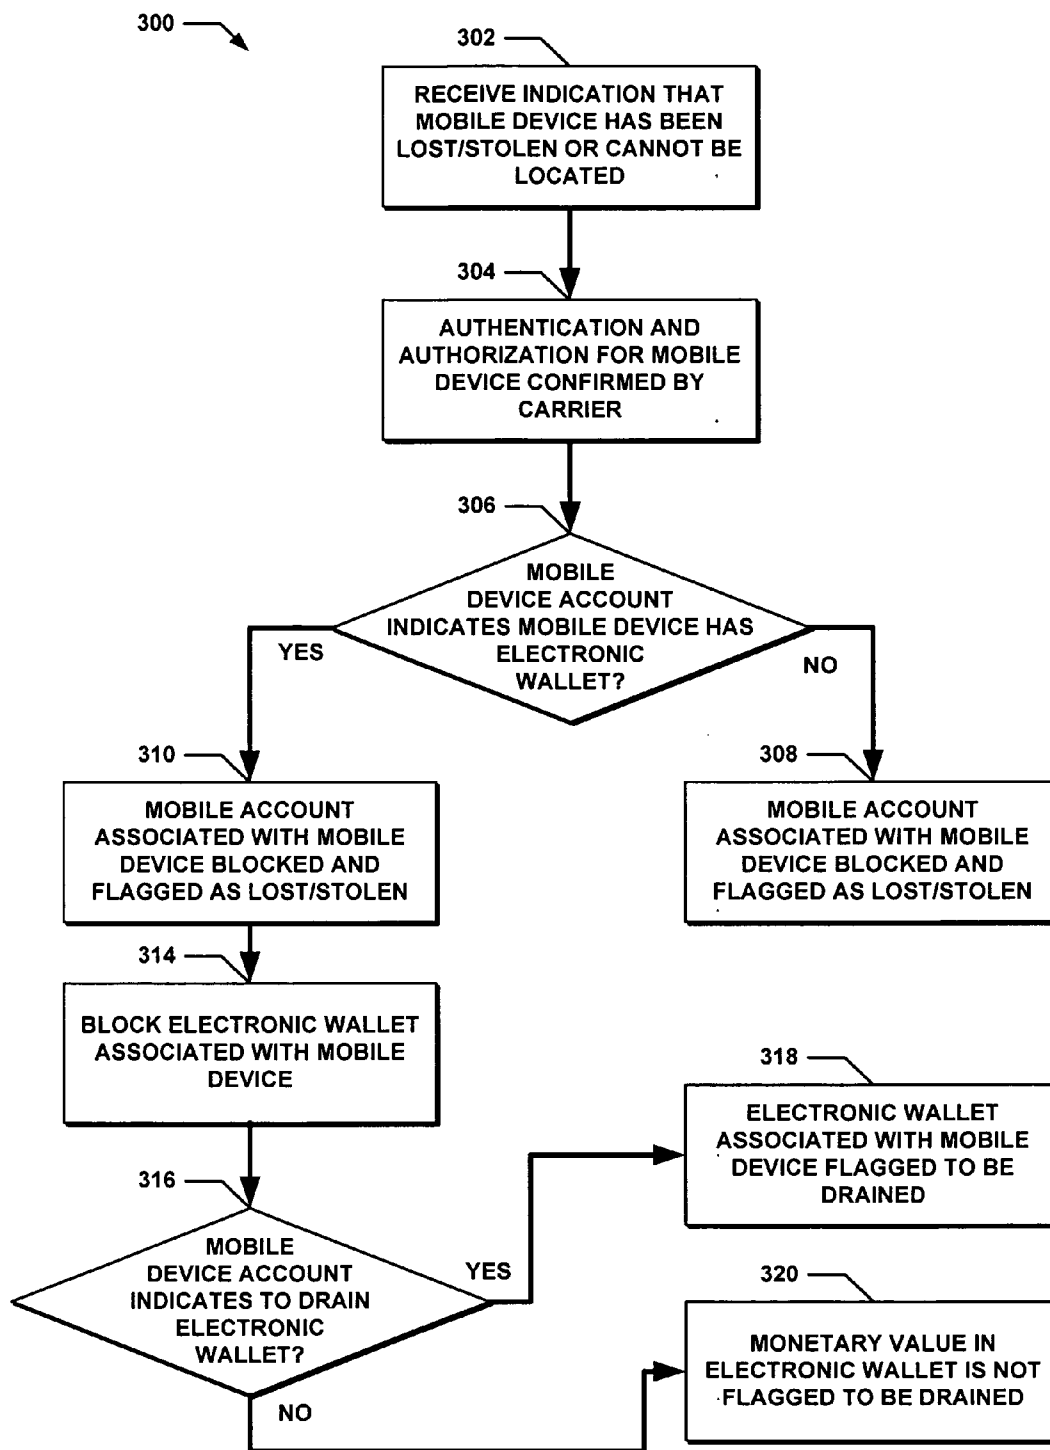 300
302
RECEIVE INDICATION THAT
MOBILE DEVICE HAS BEEN
LOST/STOLEN OR CANNOT BE
LOCATED
304
AUTHENTICATION AND
AUTHORIZATION FOR MOBILE
DEVICE CONFIRMED BY
CARRIER
306
MOBILE
DEVICE ACCOUNT
INDICATES MOBILE DEVICE HAS
ELECTRONIC
WALLET?
YES
NO
310
MOBILE ACCOUNT
ASSOCIATED WITH MOBILE
DEVICE BLOCKED AND
FLAGGED AS LOST/STOLEN
308
MOBILE ACCOUNT
ASSOCIATED WITH MOBILE
DEVICE BLOCKED AND
FLAGGED AS LOST/STOLEN
314
BLOCK ELECTRONIC WALLET
ASSOCIATED WITH MOBILE
DEVICE
316
MOBILE
DEVICE ACCOUNT
INDICATES TO DRAIN
ELECTRONIC
WALLET?
YES
NO
318
ELECTRONIC WALLET
ASSOCIATED WITH MOBILE
DEVICE FLAGGED TO BE
DRAINED
320
MONETARY VALUE IN
ELECTRONIC WALLET IS NOT
FLAGGED TO BE DRAINED